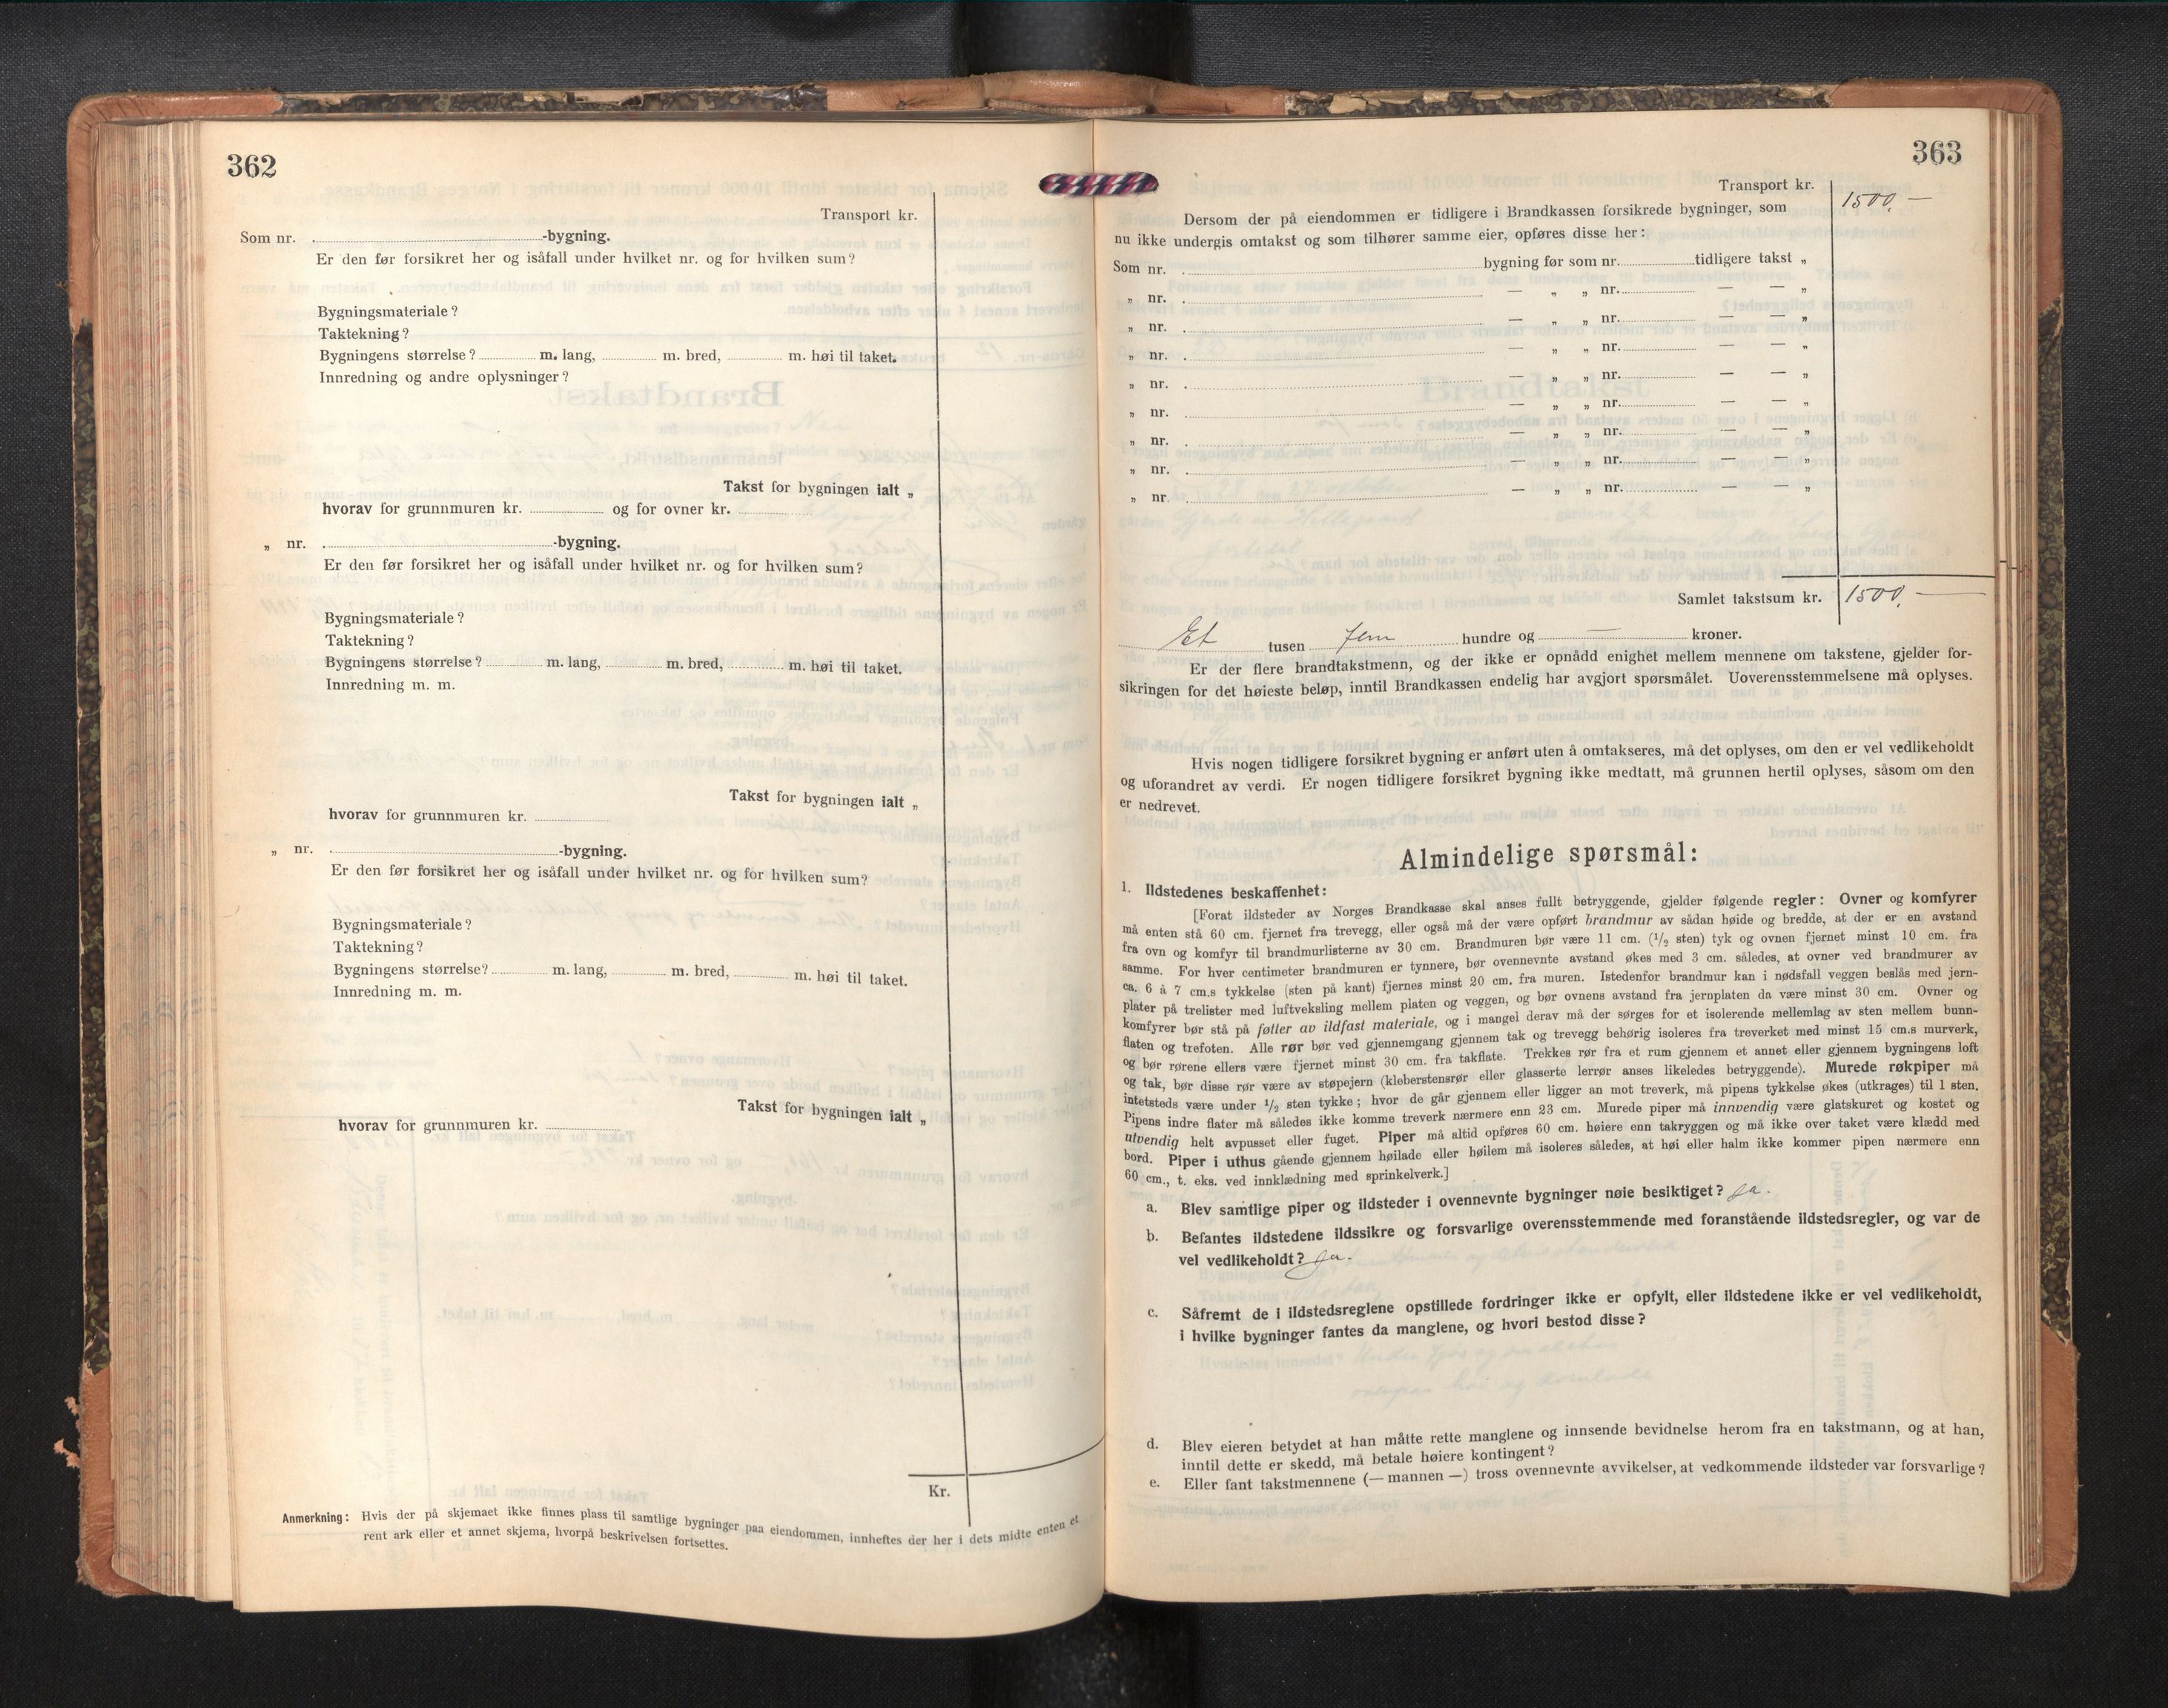 362
Transport kr.
Som nr. -bygning.
Er den før forsikret her og isåfall under hvilket nr. og for hvilken sum?
Bygningsmateriale?
Taktekning?
Bygningens størrelse? m. lang, m. bred, m. høi til taket.
Innredning og andre oplysninger?
Takst for bygningen ialt „
hvorav for grunnmuren kr. og for ovner kr.
„ nr. -bygning.
Er den før forsikret her og isåfall under hvilket nr. og for hvilken sum?
Bygningsmateriale?
Taktekning?
Bygningens størrelse? m. lang, m. bred, m. høi til taket.
Innredning m. m.
Takst for bygningen ialt „
hvorav for grunnmuren kr.
„ nr. -bygning.
Er den før forsikret her og isåfall under hvilket nr. og for hvilken sum?
Bygningsmateriale?
Taktekning?
Bygningens størrelse? m. lang, m. bred, m. høi til taket.
Innredning m. m.
Takst for bygningen ialt „
hvorav for grunnmuren kr.
Kr.
Anmerkning: Hvis der på skjemaet ikke finnes plass til samtlige bygninger paa eiendommen, innheftes der her i dets midte enten et
rent ark eller et annet skjema, hvorpå beskrivelsen fortsettes.
363
Transport kr. 1500.—
Dersom der på eiendommen er tidligere i Brandkassen forsikrede bygninger, som
nu ikke undergis omtakst og som tilhører samme eier, opføres disse her:
Som nr. bygning før som nr. tidligere takst „
„ nr. — „ „ nr. — — „
„ nr. — „ „ nr. — — „
„ nr. — „ „ nr. — — „
„ nr. — „ „ nr. — — „
„ nr. — „ „ nr. — — „
„ nr. — „ „ nr. — — „
„ nr. — „ „ nr. — — „
„ nr. — „ „ nr. — — „
Samlet takstsum kr. 1500.—
Et tusen fem hundre og — kroner.
Er der flere brandtakstmenn, og der ikke er opnådd enighet mellem mennene om takstene, gjelder for-
sikringen for det høieste beløp, inntil Brandkassen endelig har avgjort spørsmålet. Uoverensstemmelsene må oplyses.
Hvis nogen tidligere forsikret bygning er anført uten å omtakseres, må det oplyses, om den er vel vedlikeholdt
og uforandret av verdi. Er nogen tidligere forsikret bygning ikke medtatt, må grunnen hertil oplyses, såsom om den
er nedrevet.
Almindelige spørsmål:
1. Ildstedenes beskaffenhet:
[Forat ildsteder av Norges Brandkasse skal anses fullt betryggende, gjelder følgende regler: Ovner og komfyrer
må enten stå 60 cm. fjernet fra trevegg, eller også må der være opført brandmur av sådan høide og bredde, at der er en avstand
fra ovn og komfyr til brandmurlisterne av 30 cm. Brandmuren bør være 11 cm. (1/2 sten) tyk og ovnen fjernet minst 10 cm. fra
samme. For hver centimeter brandmuren er tynnere, bør ovennevnte avstand økes med 3 cm. således, at ovner ved brandmurer av
ca. 6 à 7 cm.s tykkelse (sten på kant) fjernes minst 20 cm. fra muren. Istedenfor brandmur kan i nødsfall veggen beslås med jern-
plater på trelister med luftveksling mellem platen og veggen, og bør ovnens avstand fra jernplaten da være minst 30 cm. Ovner og
komfyrer bør stå på føtter av ildfast materiale, og i mangel derav må der sørges for et isolerende mellemlag av sten mellem bunn-
flaten og trefoten. Alle rør bør ved gjennemgang gjennem tak og trevegg behørig isoleres fra treverket med minst 15 cm.s murverk,
og bør rørene ellers være fjernet minst 30 cm. fra takflate. Trekkes rør fra et rum gjennem et annet eller gjennem bygningens loft
og tak, bør disse rør være av støpejern (kleberstensrør eller glasserte lerrør anses likeledes betryggende). Murede røkpiper må
intetsteds være under 1/2 sten tykke; hvor de går gjennem eller ligger an mot treverk, må pipens tykkelse økes (utkrages) til 1 sten.
Pipens indre flater må således ikke komme treverk nærmere enn 23 cm. Murede piper må innvendig være glatskuret og kostet og
utvendig helt avpusset eller fuget. Piper må altid opføres 60 cm. høiere enn takryggen og må ikke over taket være klædd med
bord. Piper i uthus gående gjennem høilade eller høilem må isoleres således, at høi eller halm ikke kommer pipen nærmere enn
60 cm., t. eks. ved innklædning med sprinkelverk.]
a. Blev samtlige piper og ildsteder i ovennevnte bygninger nøie besiktiget? ja.
b. Befantes ildstedene ildssikre og forsvarlige overensstemmende med foranstående ildstedsregler, og var de
vel vedlikeholdt? ja.
c. Såfremt de i ildstedsreglene opstillede fordringer ikke er opfylt, eller ildstedene ikke er vel vedlikeholdt,
i hvilke bygninger fantes da manglene, og hvori bestod disse?
d. Blev eieren betydet at han måtte rette manglene og innsende bevidnelse herom fra en takstmann, og at han,
inntil dette er skedd, må betale høiere kontingent?
e. Eller fant takstmennene (— mannen —) tross ovennevnte avvikelser, at vedkommende ildsteder var forsvarlige?